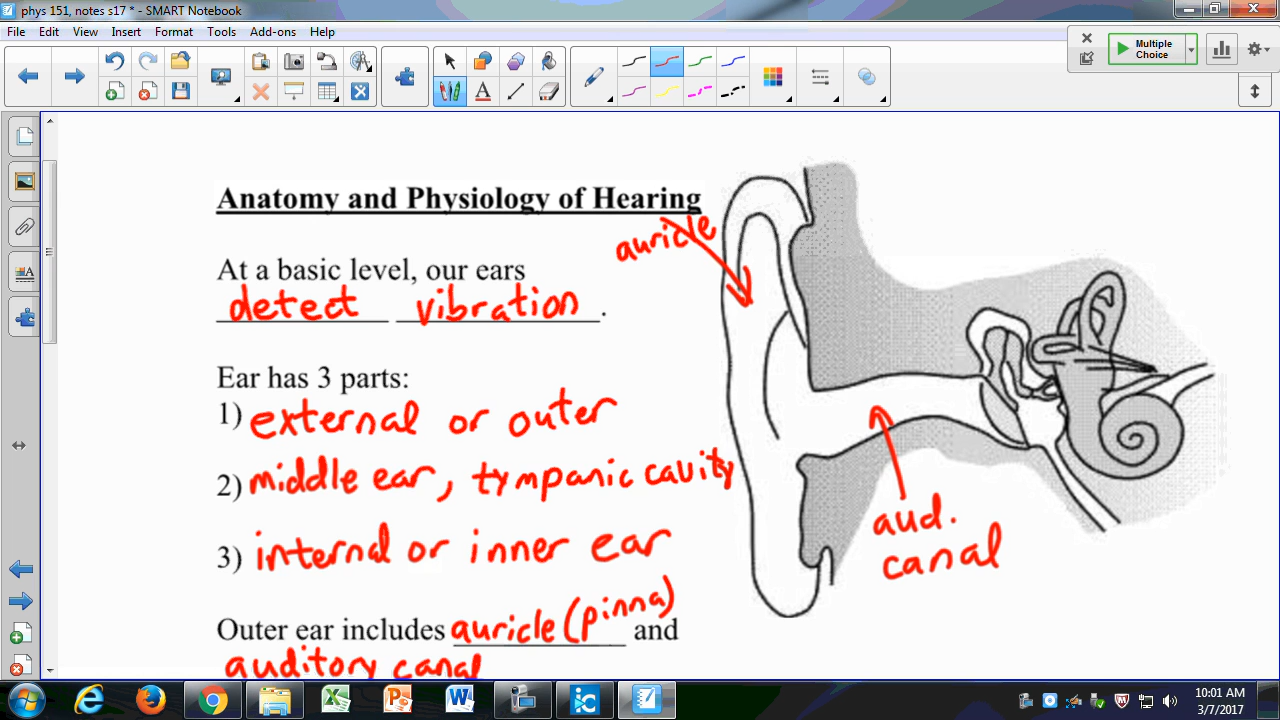 phys 151, notes s17 * - SMART Notebook
File Edit View Insert Format Tools Add-ons Help
Multiple
Choice
Anatomy and Physiology of Hearing
auricle
At a basic level, our ears
detect vibration.
Ear has 3 parts:
1) external or outer
2) middle ear, tympanic cavity
3) internal or inner ear
aud.
canal
Outer ear includes auricle (pinna) and
auditory canal
10:01 AM
3/7/2017